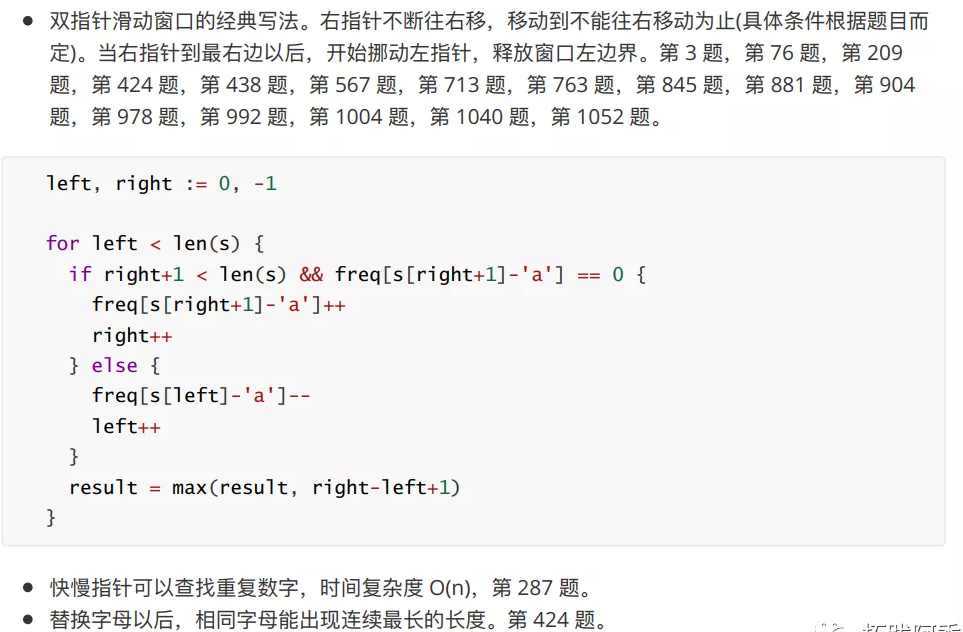 双指针滑动窗口的经典写法。右指针不断往右移，移动到不能往右移动为止(具体条件根据题目而
定)。当右指针到最右边以后，开始挪动左指针，释放窗口左边界。第 3 题，第 76 题，第 209
题，第 424 题，第 438 题，第 567 题，第 713 题，第 763 题，第 845 题，第 881 题，第 904
题，第 978 题，第 992 题，第 1004 题，第 1040 题，第 1052 题。
left, right := 0, -1
for left < len(s) {
if right+1 < len(s) && freq[s[right+1]-'a'] == 0 {
freq[s[right+1]-'a']++
right++
} else {
freq[s[left]-'a']--
left++
}
result = max(result, right-left+1)
}
快慢指针可以查找重复数字，时间复杂度 O(n)，第 287 题。
替换字母以后，相同字母能出现连续最长的长度。第 424 题。